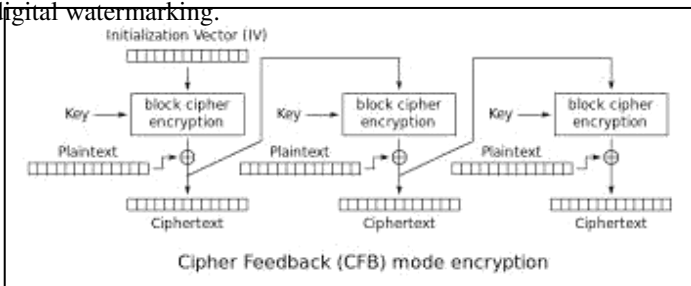 digital watermarking.
Initialization Vector (IV)
Key block cipher encryption Key block cipher encryption Key block cipher encryption
Plaintext Plaintext Plaintext
Ciphertext Ciphertext Ciphertext
Cipher Feedback (CFB) mode encryption